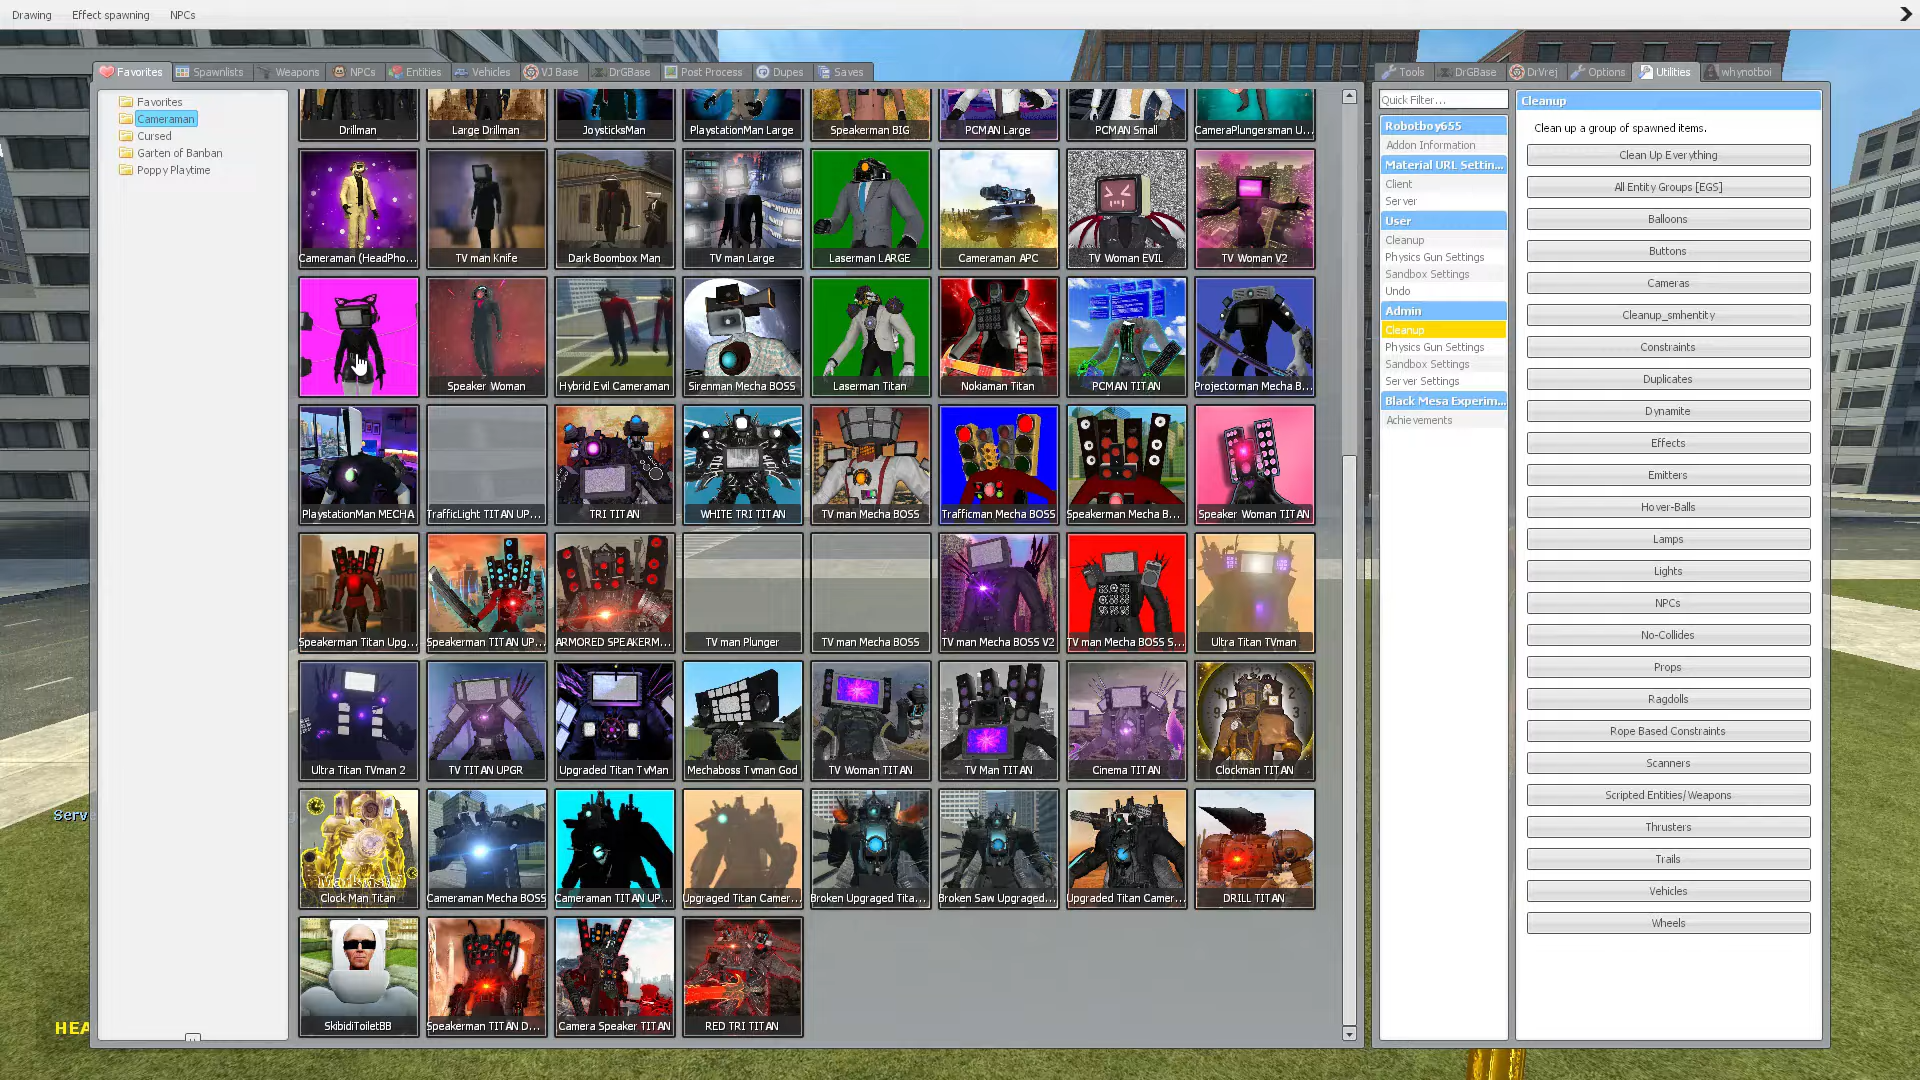 Drawing Effect spawning NPCs
Favorites Spawnlists Weapons NPCs Entities Vehicles VJ Base DrGBase Post Process Dupes Saves
Tools DrGBase DrVrej Options Utilities whynotboi
Favorites
Cameraman
Cursed
Garten of Banban
Poppy Playtime
Drillman Large Drillman JoysticksMan PlaystationMan Large Speakerman BIG PCMAN Large PCMAN Small CameraPlungersman U...
Cameraman (HeadPho... TV man Knife Dark Boombox Man TV man Large Laserman LARGE Cameraman APC TV Woman EVIL TV Woman V2
Speaker Woman Hybrid Evil Cameraman Sirenman Mecha BOSS Laserman Titan Nokiaman Titan PCMAN TITAN Projectorman Mecha B...
PlaystationMan MECHA TrafficLight TITAN UP... TRI TITAN WHITE TRI TITAN TV man Mecha BOSS Trafficman Mecha BOSS Speakerman Mecha B... Speaker Woman TITAN
Speakerman Titan Upg... Speakerman TITAN UP... ARMORED SPEAKERM... TV man Plunger TV man Mecha BOSS TV man Mecha BOSS V2 TV man Mecha BOSS S... Ultra Titan TVman
Ultra Titan TVman 2 TV TITAN UPGR Upgraded Titan TvMan Mechaboss Tvman God TV Woman TITAN TV Man TITAN Cinema TITAN Clockman TITAN
Clock Man Titan Cameraman Mecha BOSS Cameraman TITAN UP... Upgraged Titan Camer... Broken Upgraged Tita... Broken Saw Upgraged... Upgraded Titan Camer... DRILL TITAN
SkibidiToiletBB Speakerman TITAN D... Camera Speaker TITAN RED TRI TITAN
Quick Filter...
Robotboy655
Addon Information
Material URL Settin...
Client
Server
User
Cleanup
Physics Gun Settings
Sandbox Settings
Undo
Admin
Cleanup
Physics Gun Settings
Sandbox Settings
Server Settings
Black Mesa Experim...
Achievements
Cleanup
Clean up a group of spawned items.
Clean Up Everything
All Entity Groups [EGS]
Balloons
Buttons
Cameras
Cleanup_smhentity
Constraints
Duplicates
Dynamite
Effects
Emitters
Hover-Balls
Lamps
Lights
NPCs
No-Collides
Props
Ragdolls
Rope Based Constraints
Scanners
Scripted Entities/Weapons
Thrusters
Trails
Vehicles
Wheels
Serv
HEA